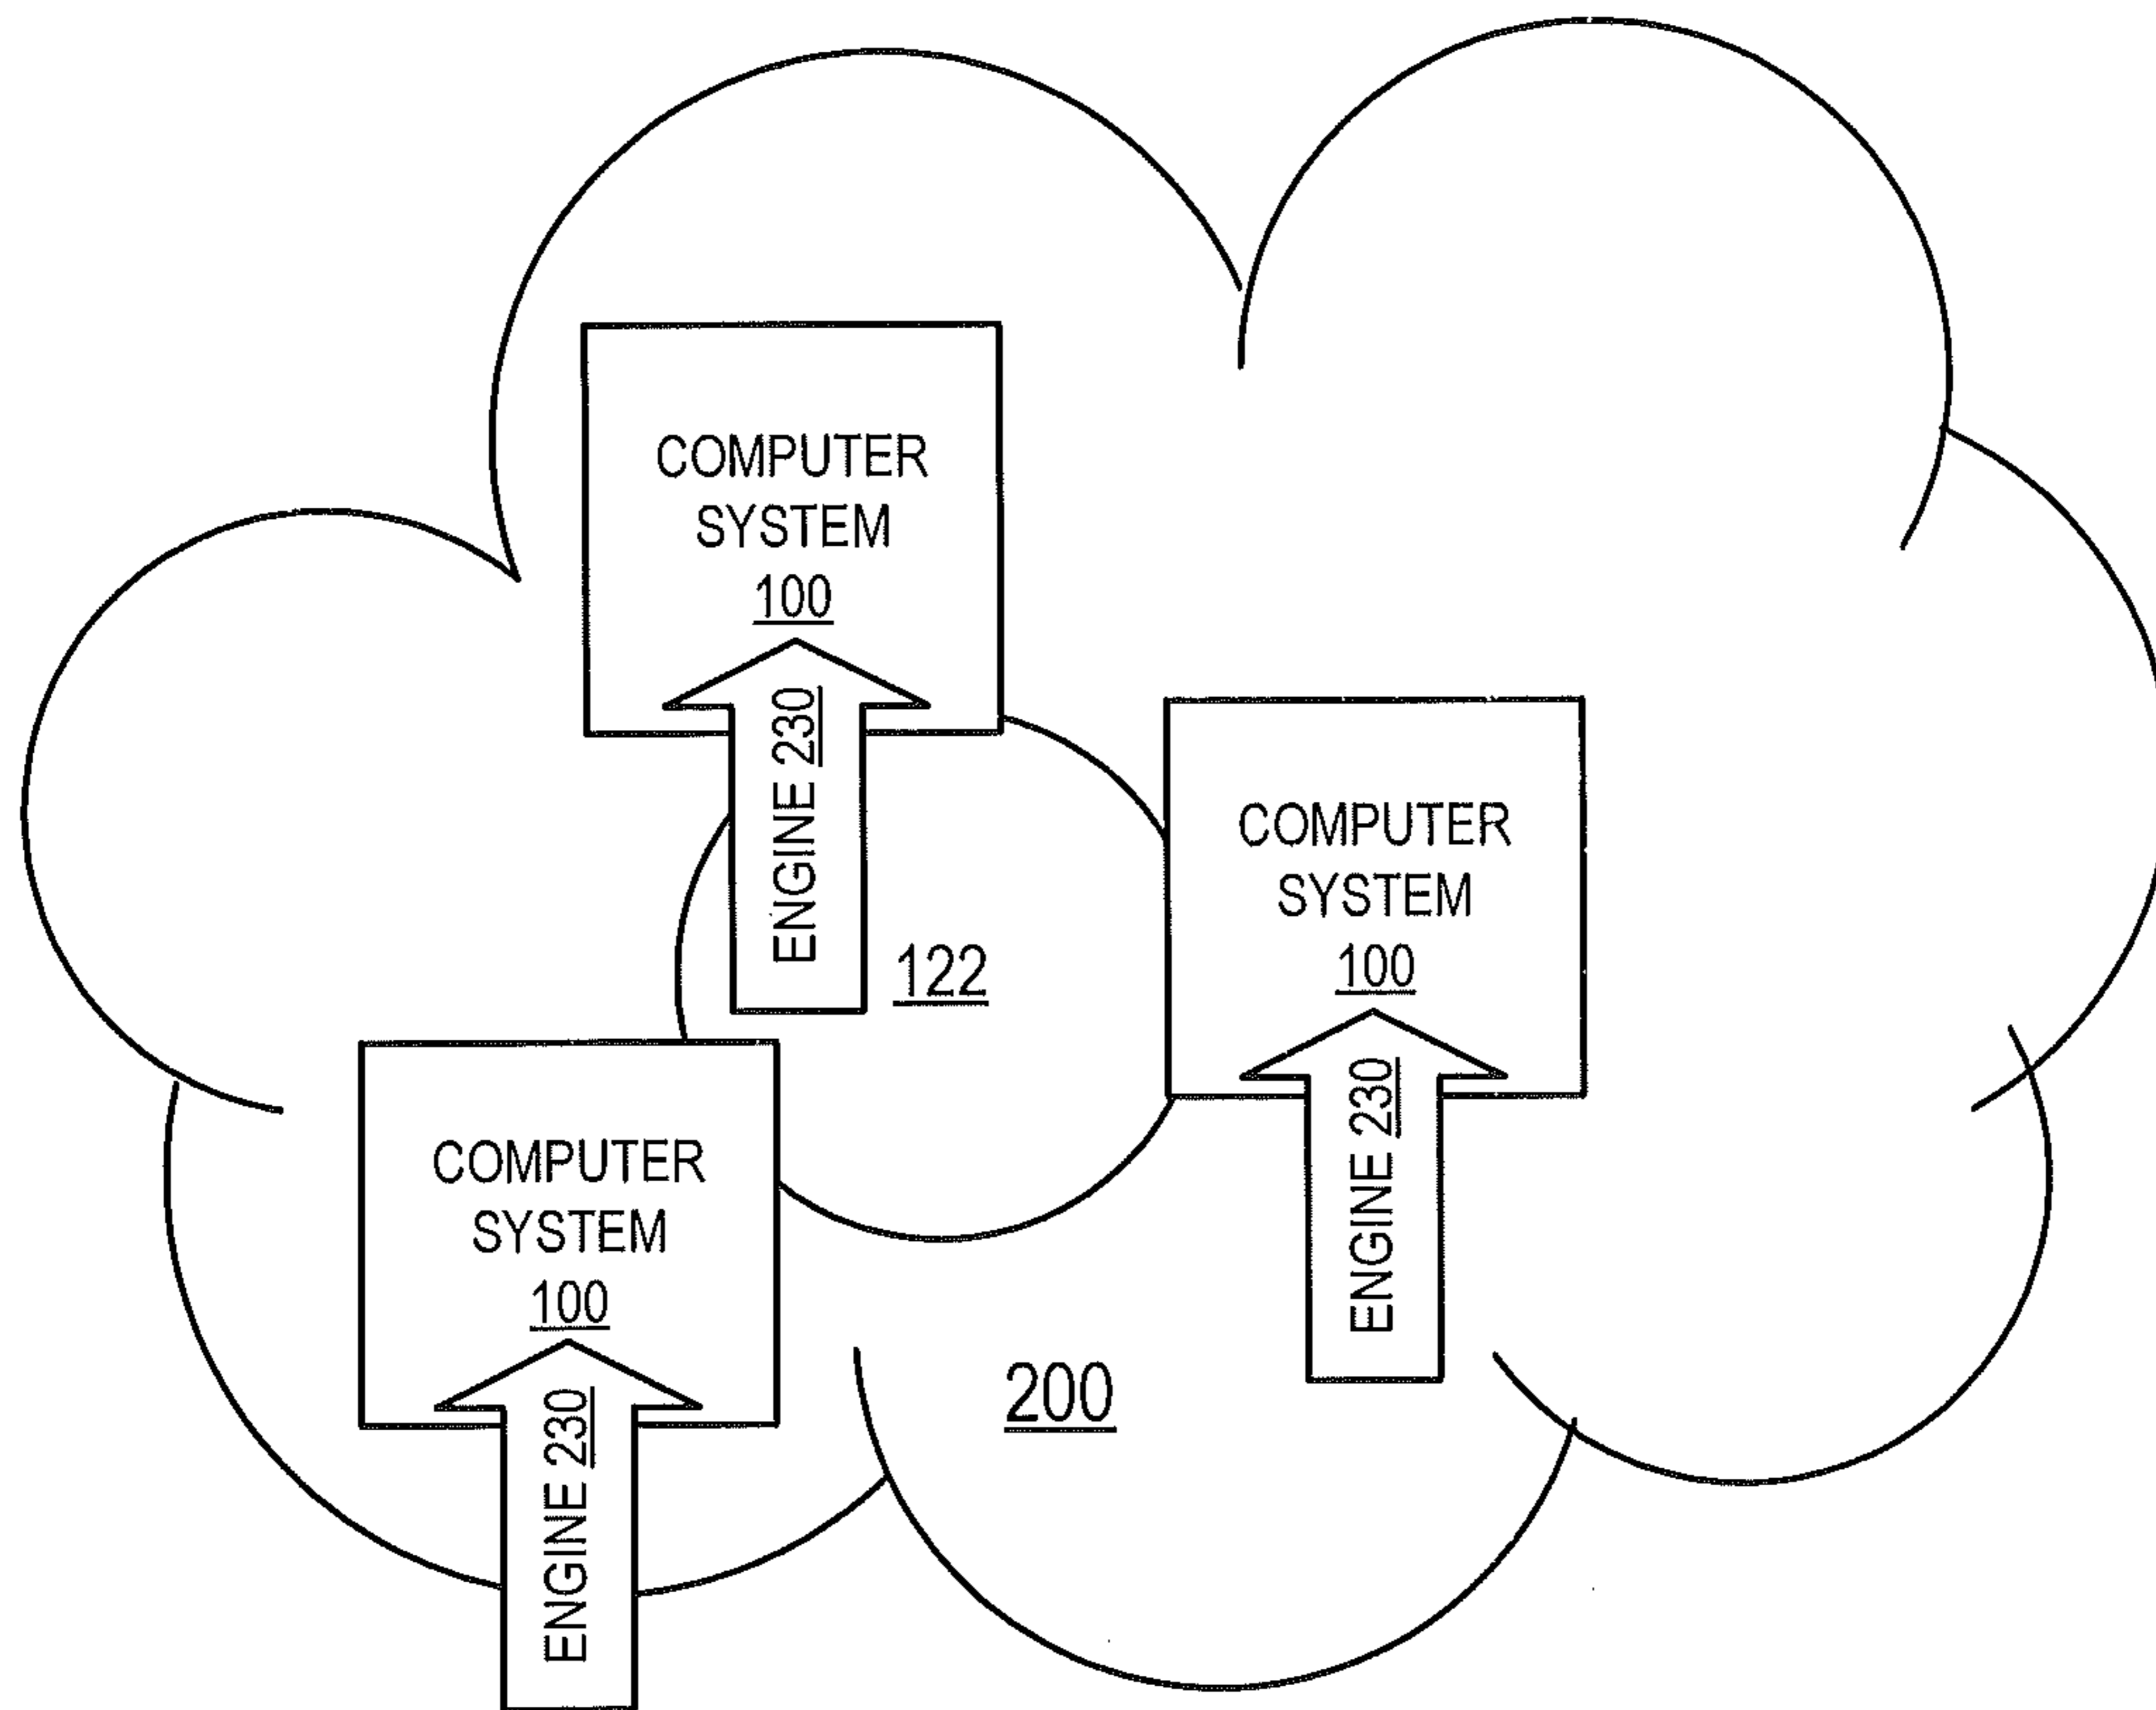 COMPUTER
SYSTEM
100
ENGINE 230
COMPUTER
SYSTEM
100
ENGINE 230
122
COMPUTER
SYSTEM
100
ENGINE 230
200